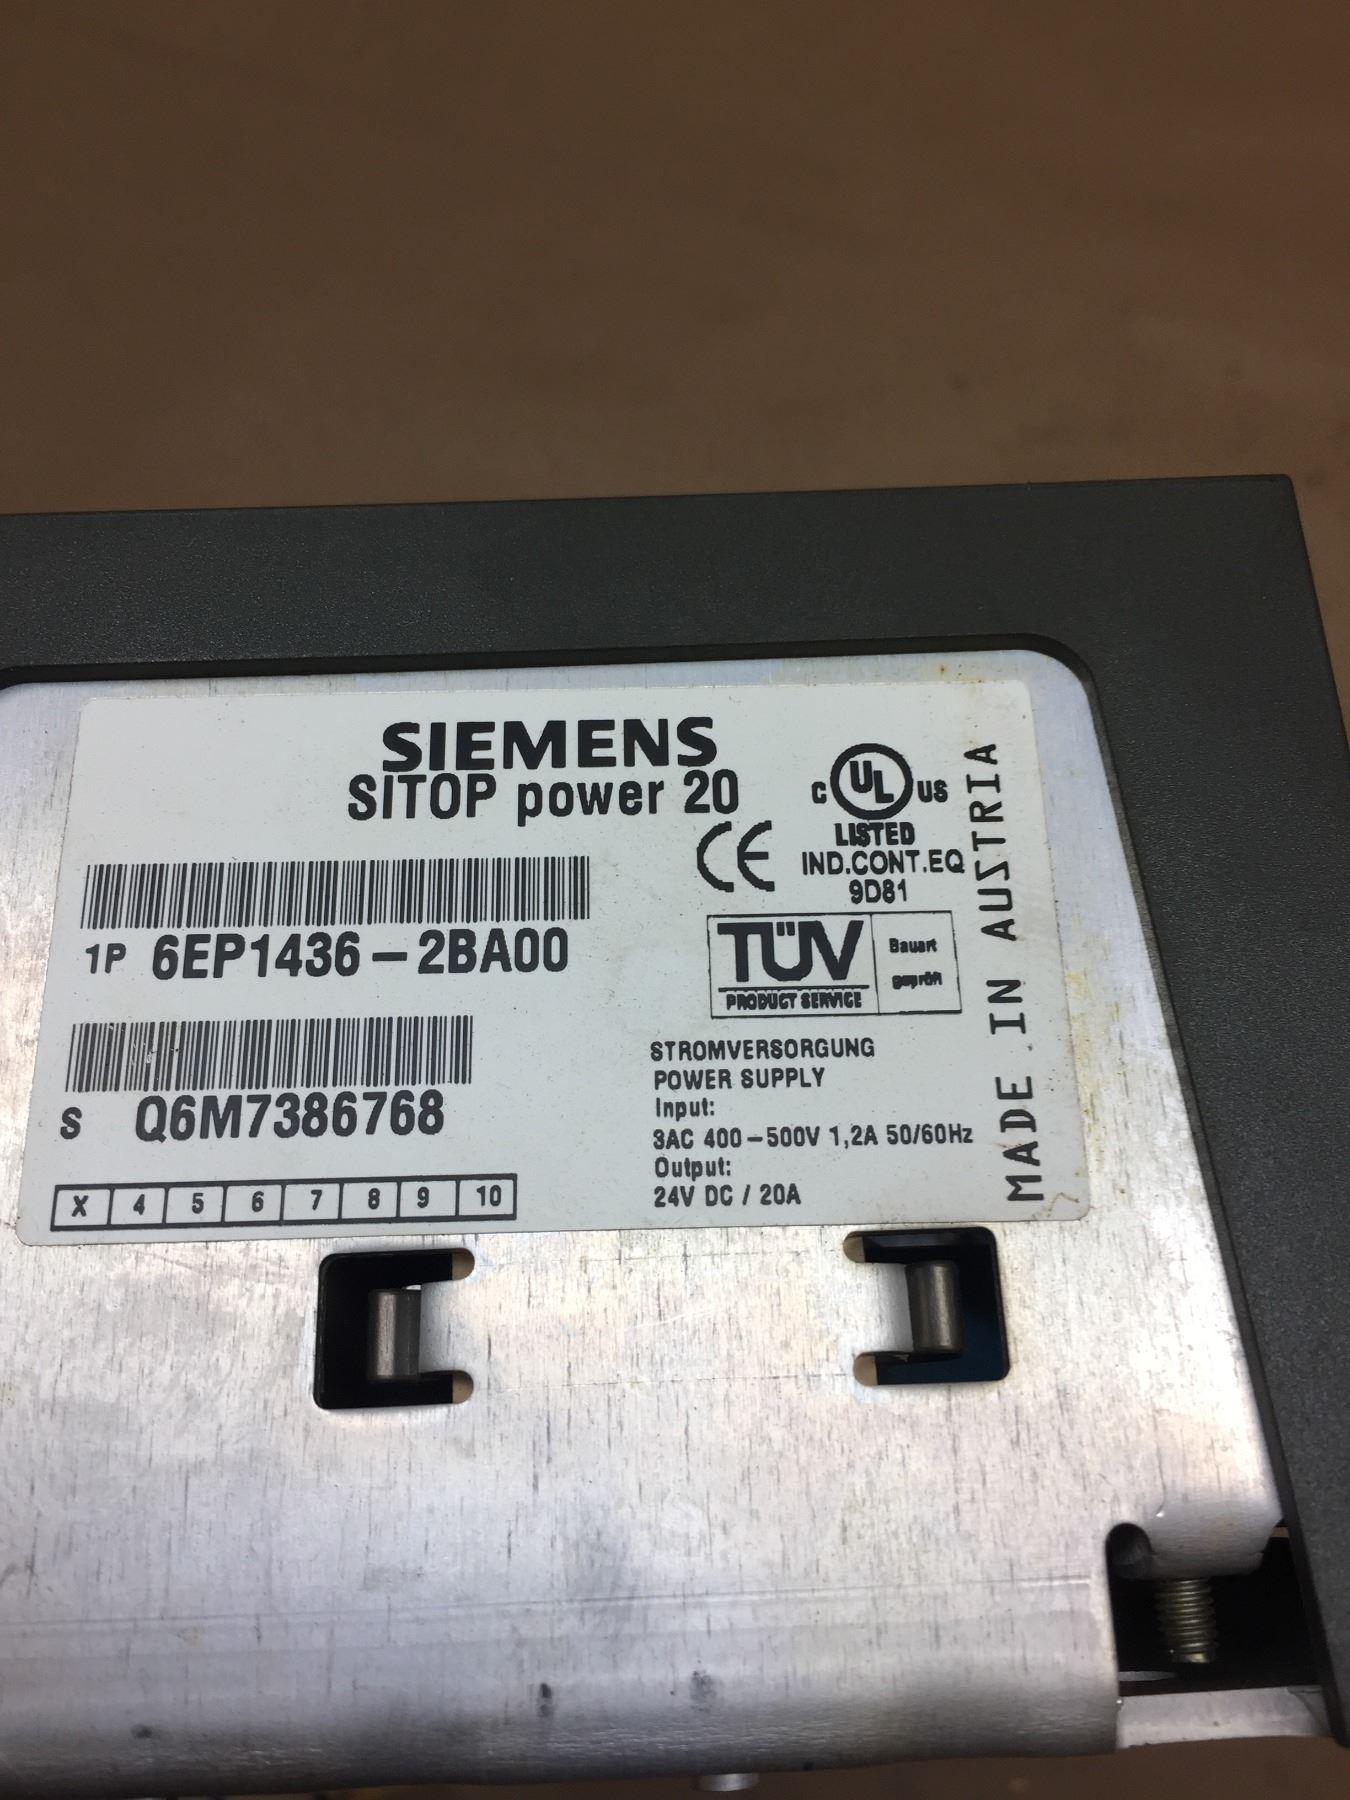 SIEMENS
SITOP power 20
C UL US
LISTED
IND.CONT.EQ
9D81
CE
1P 6EP1436-2BA00
TÜV
PRODUCT SERVICE
Bauart
geprüft
S Q6M7386768
STROMVERSORGUNG
POWER SUPPLY
Input:
3AC 400-500V 1,2A 50/60Hz
Output:
24V DC / 20A
X 4 5 6 7 8 9 10
MADE IN AUSTRIA